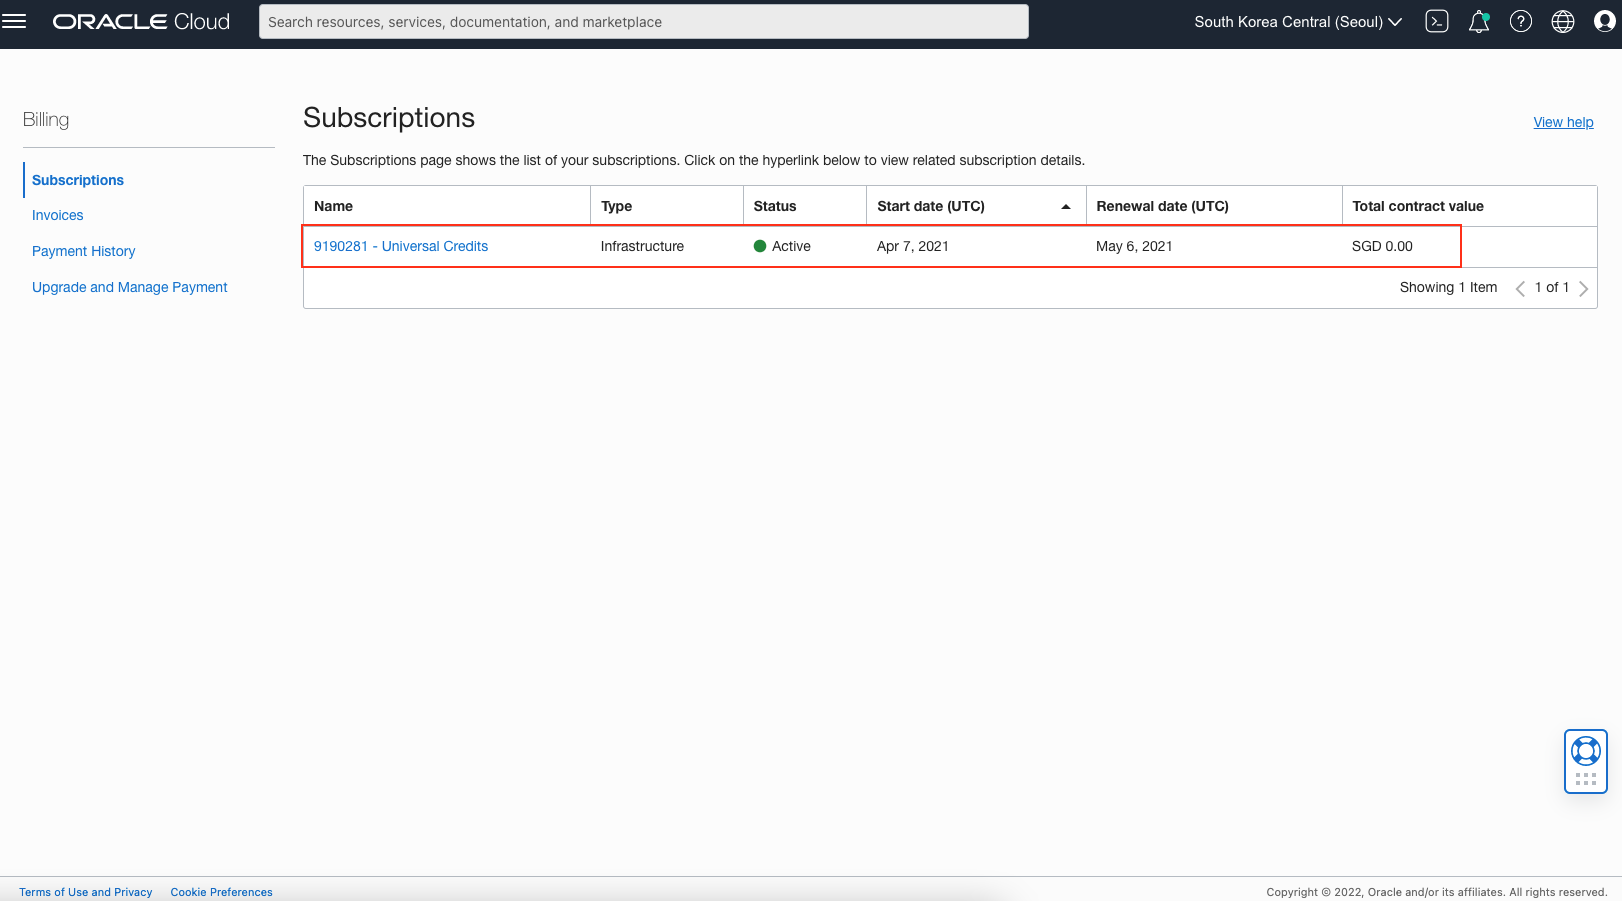 ORACLE Cloud
Search resources, services, documentation, and marketplace
South Korea Central (Seoul)
Billing
Subscriptions
Invoices
Payment History
Upgrade and Manage Payment
Subscriptions
View help
The Subscriptions page shows the list of your subscriptions. Click on the hyperlink below to view related subscription details.
Name Type Status Start date (UTC) Renewal date (UTC) Total contract value
9190281 - Universal Credits Infrastructure Active Apr 7, 2021 May 6, 2021 SGD 0.00
Showing 1 Item 1 of 1
Terms of Use and Privacy Cookie Preferences
Copyright © 2022, Oracle and/or its affiliates. All rights reserved.